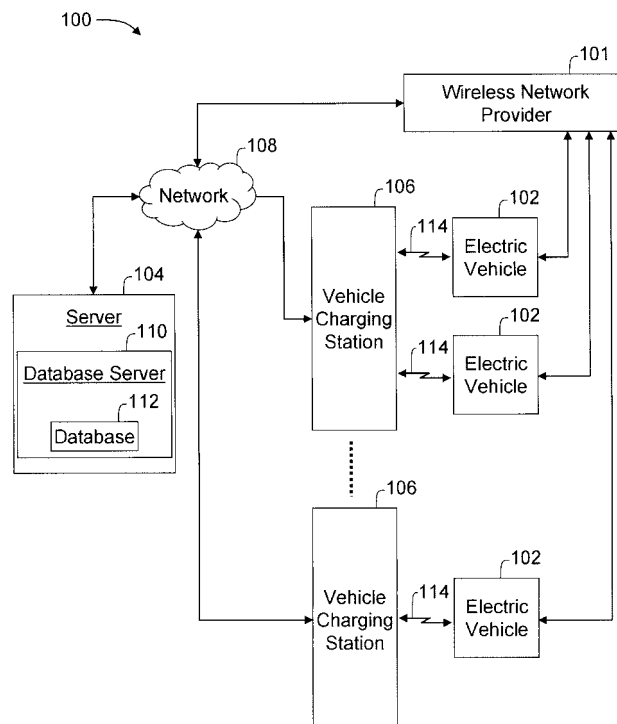 100
101
Wireless Network
Provider
108
Network
106
102
114
Electric
Vehicle
104
Server
Vehicle
Charging
Station
102
110
Database Server
114
Electric
Vehicle
112
Database
106
102
Vehicle
Charging
Station
114
Electric
Vehicle